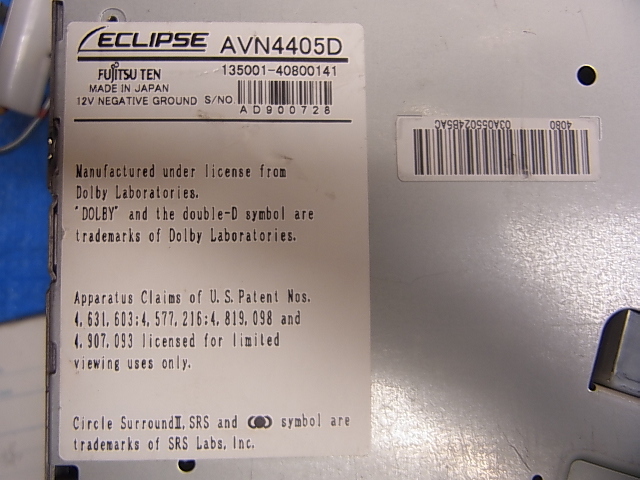 ECLIPSE AVN4405D
FUJITSU TEN 135001-40800141
MADE IN JAPAN
12V NEGATIVE GROUND S/NO.
AD900728
Manufactured under license from
Dolby Laboratories.
"DOLBY" and the double-D symbol are
trademarks of Dolby Laboratories.
Apparatus Claims of U.S. Patent Nos.
4,631,603;4,577,216;4,819,098 and
4,907,093 licensed for limited
viewing uses only.
Circle SurroundⅡ, SRS and symbol are
trademarks of SRS Labs, Inc.
4080 03A055024B5AC